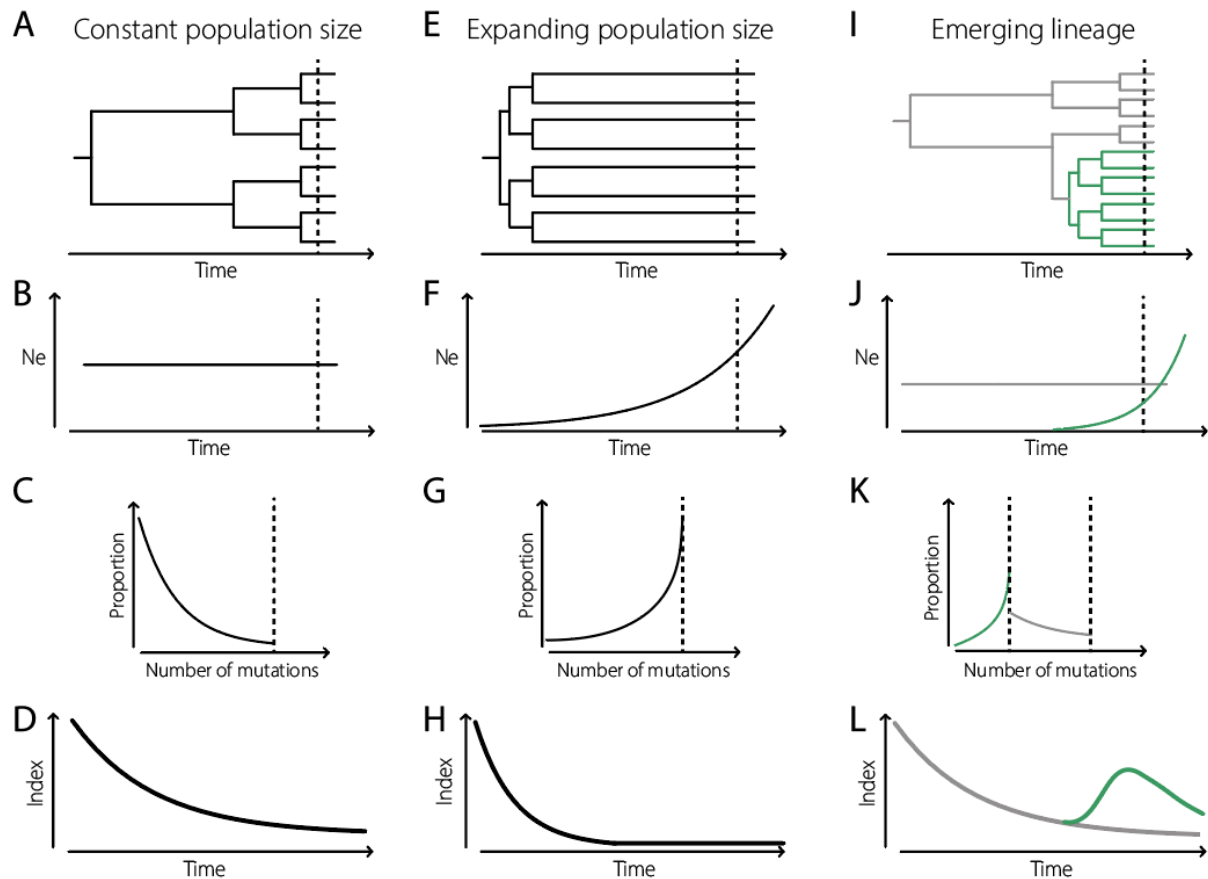 A Constant population size
E Expanding population size
I Emerging lineage
Time
Time
Time
B
Ne
Time
F
Ne
Time
J
Ne
Time
C
Proportion
Number of mutations
G
Proportion
Number of mutations
K
Proportion
Number of mutations
D
Index
Time
H
Index
Time
L
Index
Time